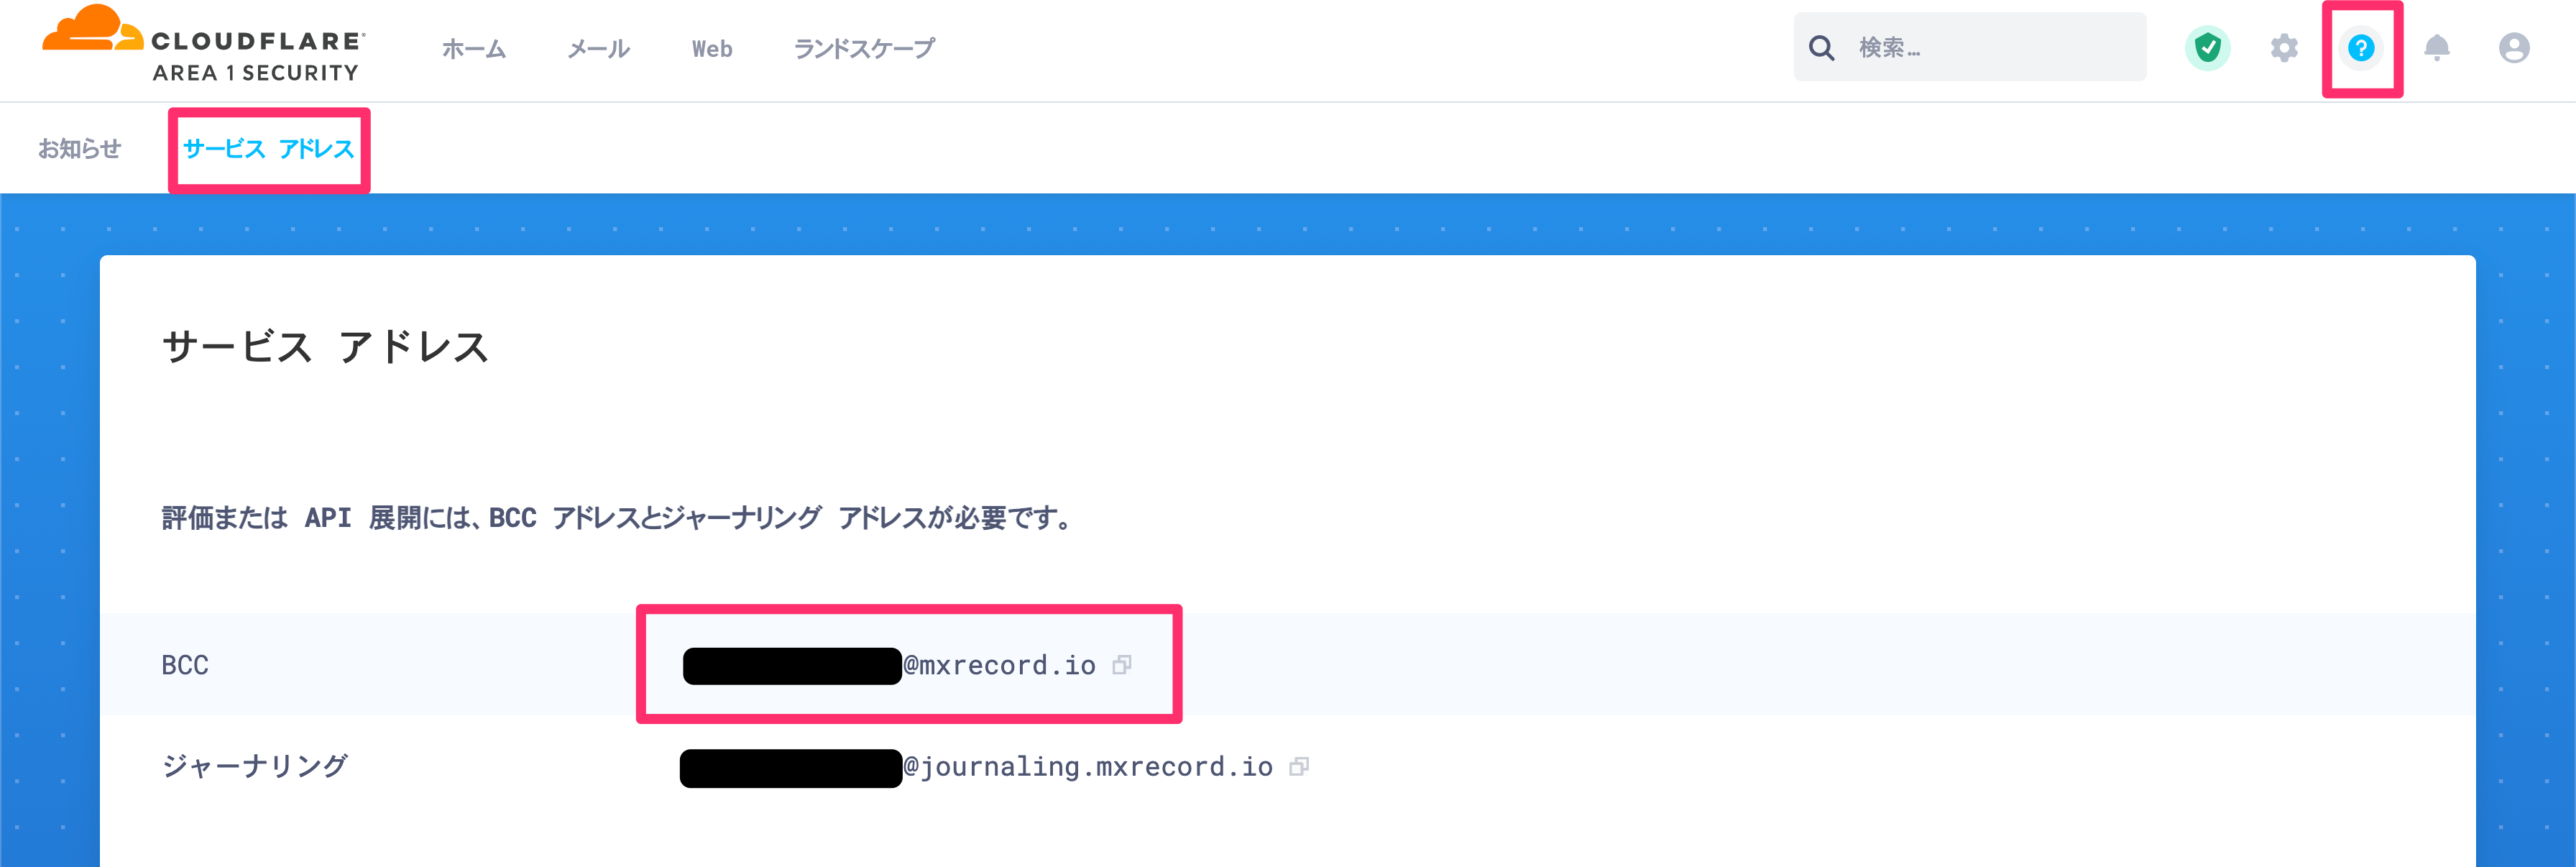 CLOUDFLARE®
AREA 1 SECURITY
ホーム メール Web ランドスケープ
検索…
?
お知らせ サービス アドレス
サービス アドレス
評価または API 展開には、BCC アドレスとジャーナリング アドレスが必要です。
BCC @mxrecord.io
ジャーナリング @journaling.mxrecord.io